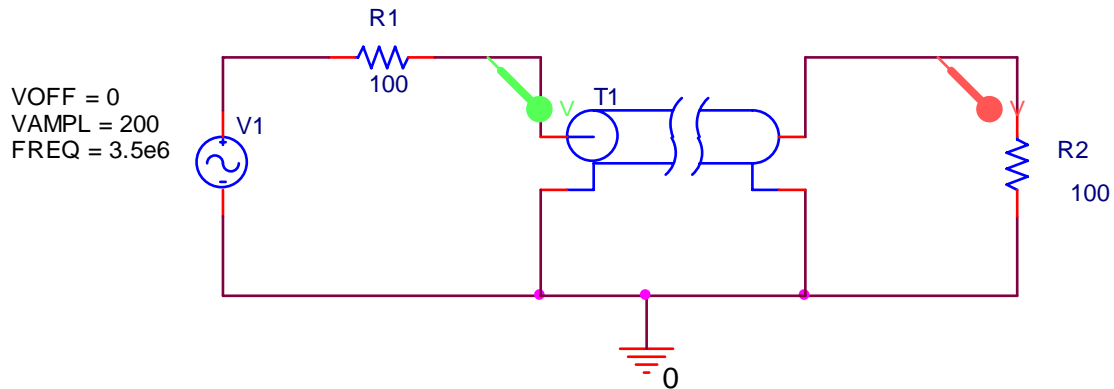 R1
100
VOFF = 0
VAMPL = 200
FREQ = 3.5e6
V1
V
T1
V
R2
100
0